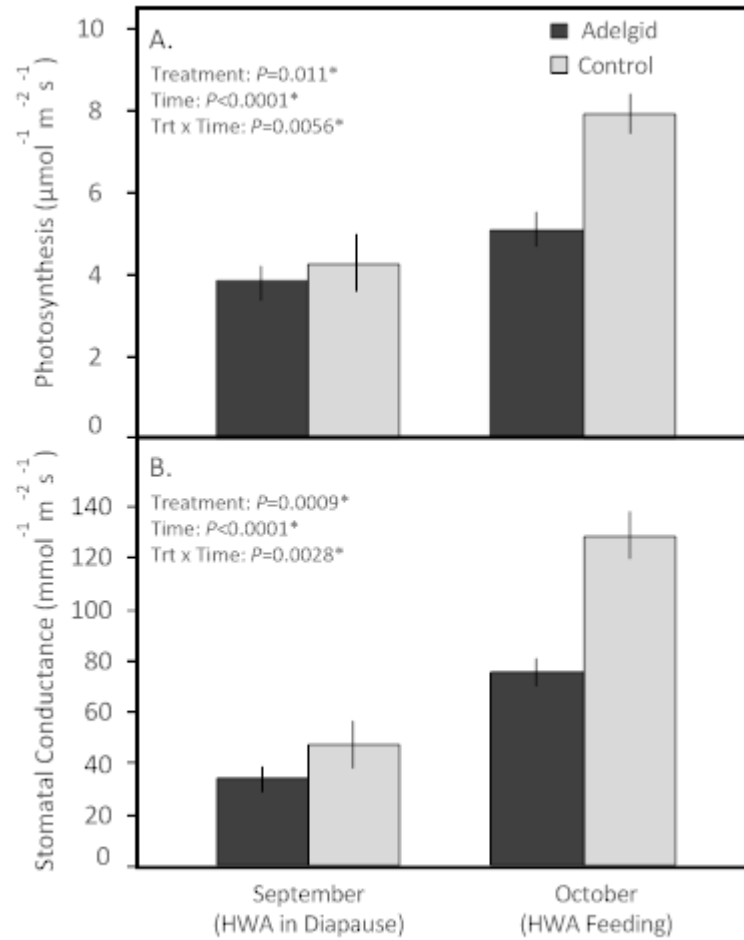 10
8
6
4
2
0
Photosynthesis (µmol⁻¹ m⁻² s⁻¹)
A.
Treatment: P=0.011*
Time: P<0.0001*
Trt x Time: P=0.0056*
Adelgid
Control
140
120
100
80
60
40
20
0
Stomatal Conductance (mmol⁻¹ m⁻² s⁻¹)
B.
Treatment: P=0.0009*
Time: P<0.0001*
Trt x Time: P=0.0028*
September
(HWA in Diapause)
October
(HWA Feeding)